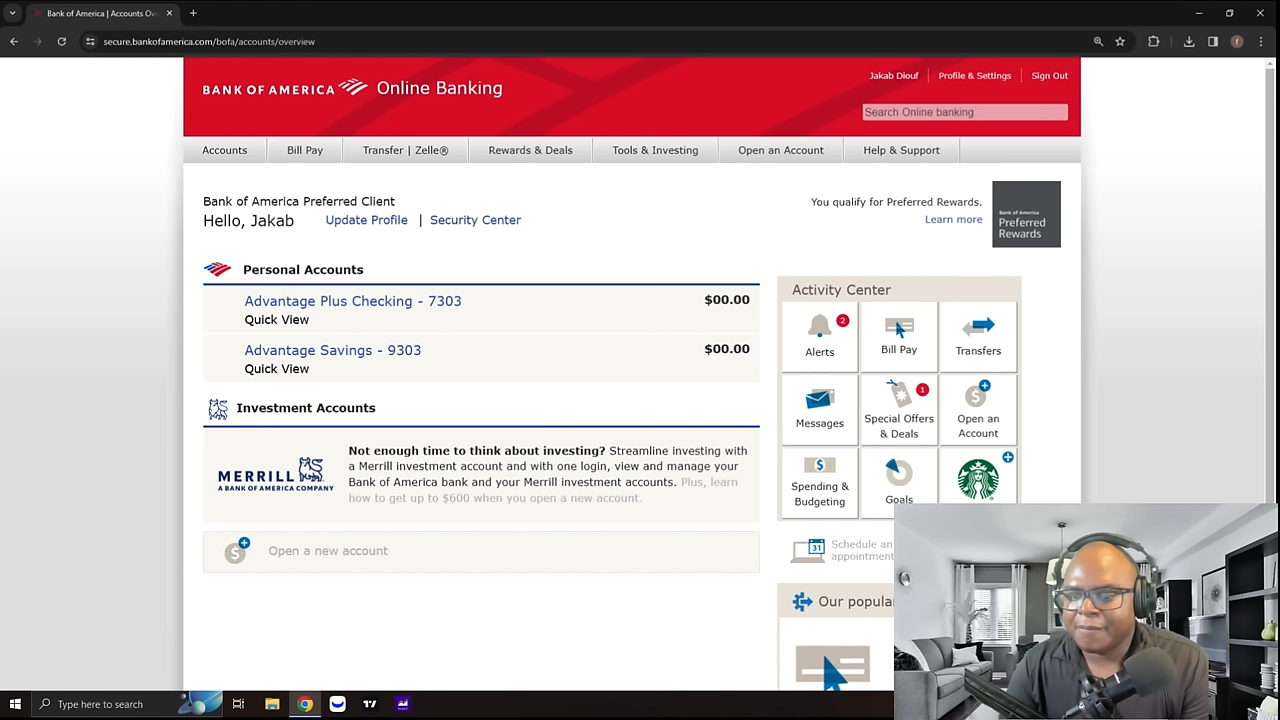 Bank of America | Accounts Ov
secure.bankofamerica.com/bofa/accounts/overview
f
Jakab Diouf
Profile & Settings
Sign Out
BANK OF AMERICA
Online Banking
Search Online banking
Accounts
Bill Pay
Transfer | Zelle®
Rewards & Deals
Tools & Investing
Open an Account
Help & Support
Bank of America Preferred Client
Hello, Jakab
Update Profile | Security Center
You qualify for Preferred Rewards.
Learn more
Bank of America
Preferred
Rewards
Personal Accounts
Advantage Plus Checking - 7303
$00.00
Quick View
Advantage Savings - 9303
$00.00
Quick View
Investment Accounts
MERRILL
A BANK OF AMERICA COMPANY
Not enough time to think about investing? Streamline investing with
a Merrill investment account and with one login, view and manage your
Bank of America bank and your Merrill investment accounts. Plus, learn
how to get up to $600 when you open a new account.
Open a new account
Activity Center
2
Alerts
Bill Pay
Transfers
Messages
1
Special Offers
& Deals
Open an
Account
Spending &
Budgeting
Goals
31
Schedule an
appointment
Our popula
Type here to search